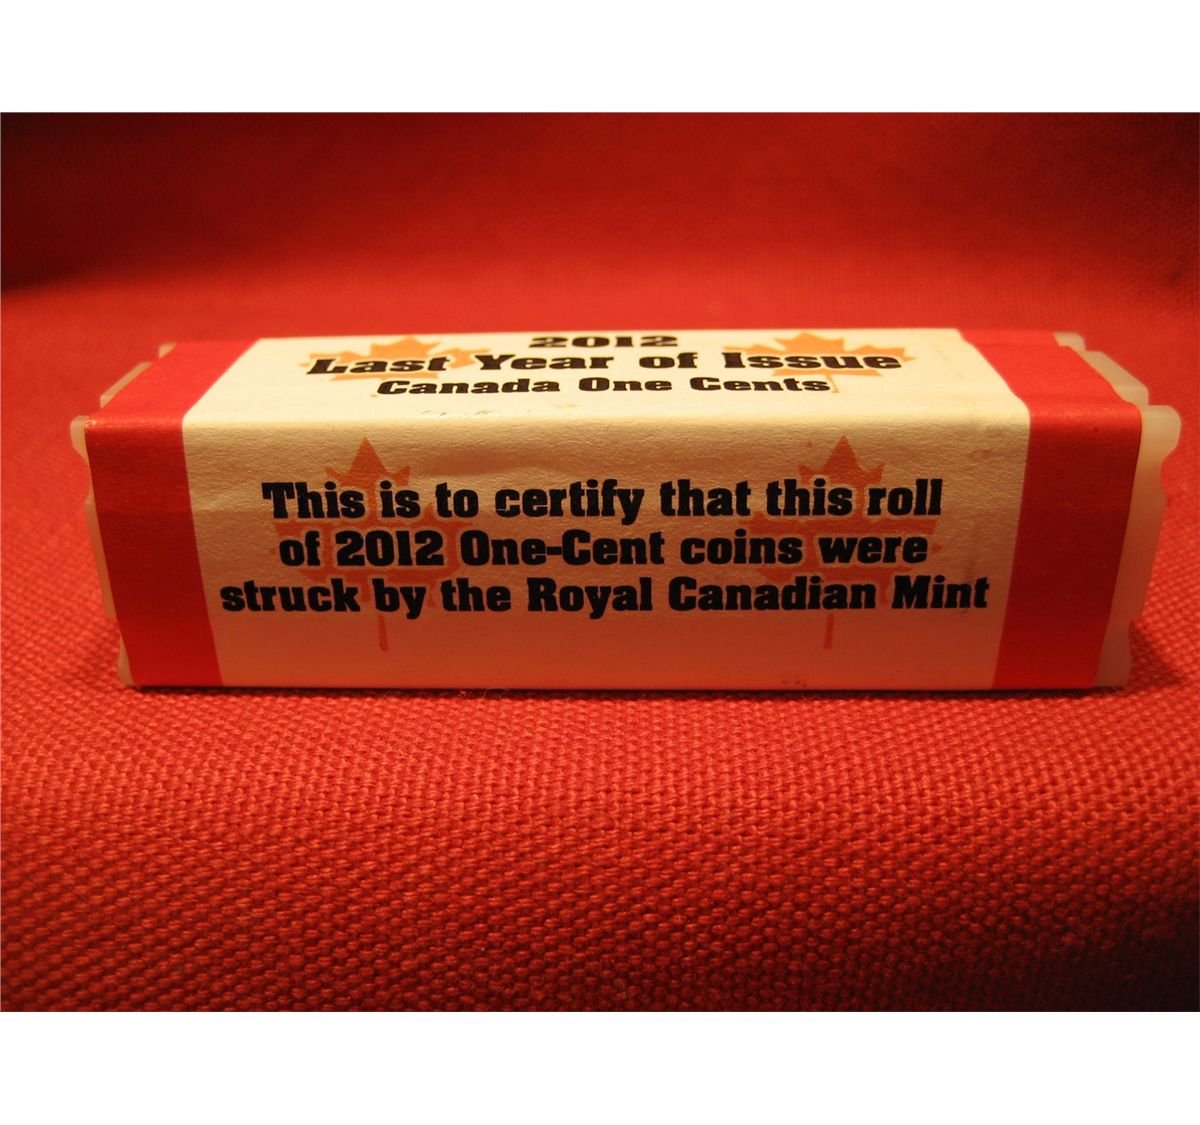 2012
Last Year of Issue
Canada One Cents
This is to certify that this roll
of 2012 One-Cent coins were
struck by the Royal Canadian Mint